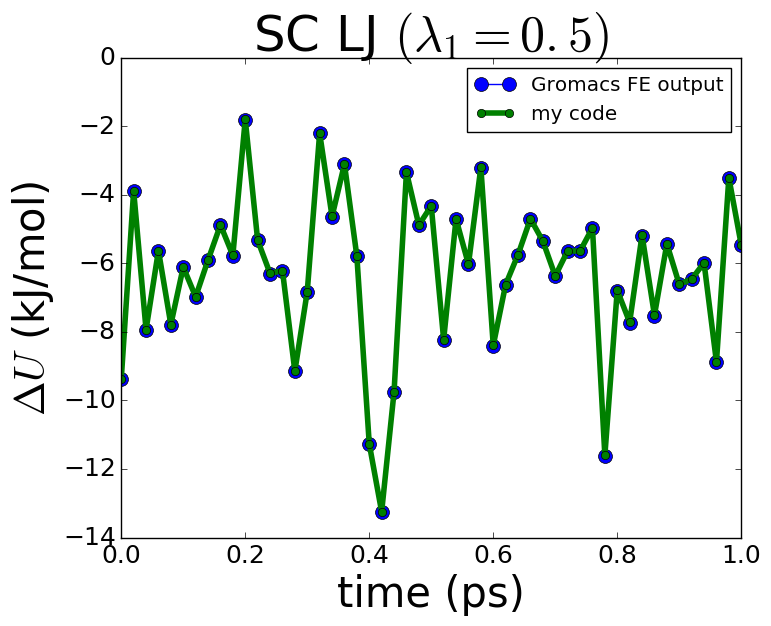 SC LJ (λ₁ = 0.5)
Gromacs FE output
my code
0
−2
−4
−6
−8
−10
−12
−14
ΔU (kJ/mol)
0.0 0.2 0.4 0.6 0.8 1.0
time (ps)